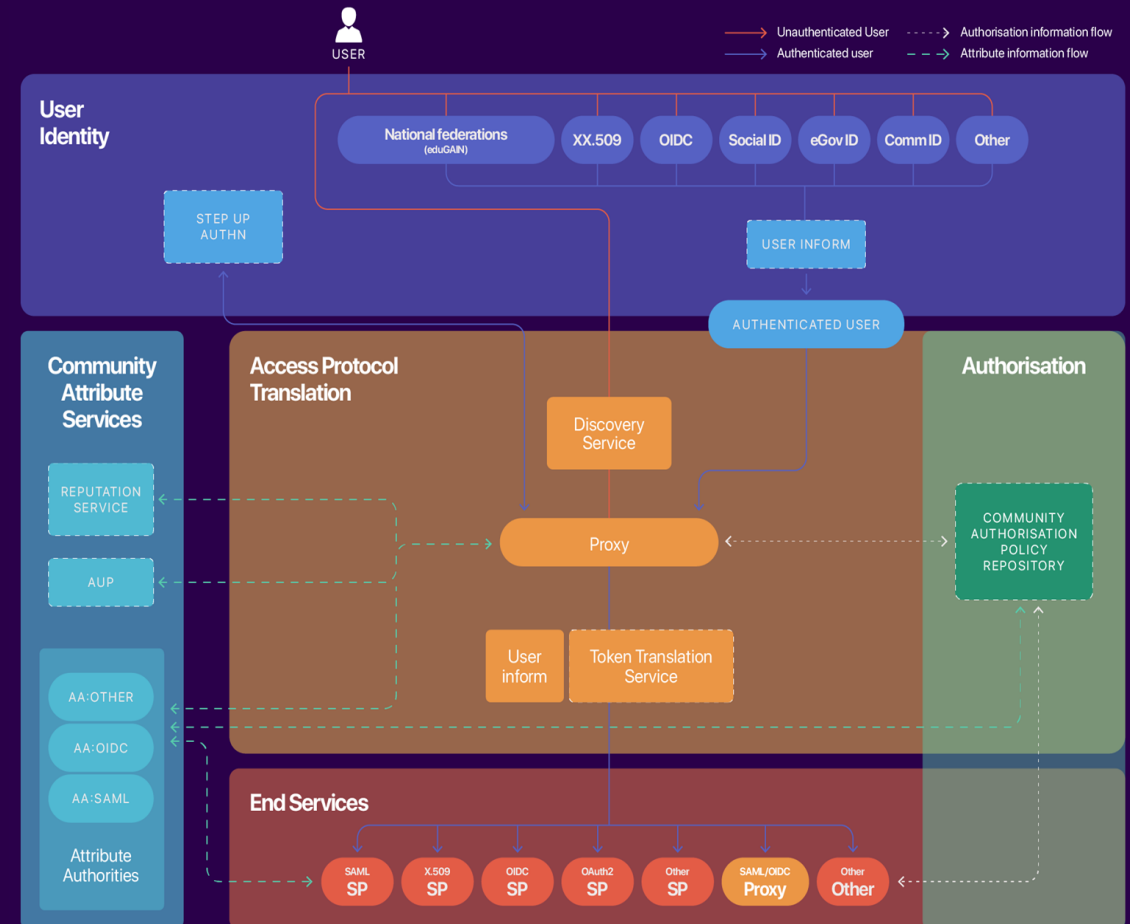 USER
Unauthenticated User
Authorisation information flow
Authenticated user
Attribute information flow
User
Identity
National federations
(eduGAIN)
XX.509
OIDC
Social ID
eGov ID
Comm ID
Other
STEP UP
AUTHN
USER INFORM
AUTHENTICATED USER
Community
Attribute
Services
Access Protocol
Translation
Authorisation
Discovery
Service
REPUTATION
SERVICE
COMMUNITY
AUTHORISATION
POLICY
REPOSITORY
Proxy
AUP
User
inform
Token Translation
Service
AA:OTHER
AA:OIDC
AA:SAML
Attribute
Authorities
End Services
SAML
SP
X.509
SP
OIDC
SP
OAuth2
SP
Other
SP
SAML/OIDC
Proxy
Other
Other